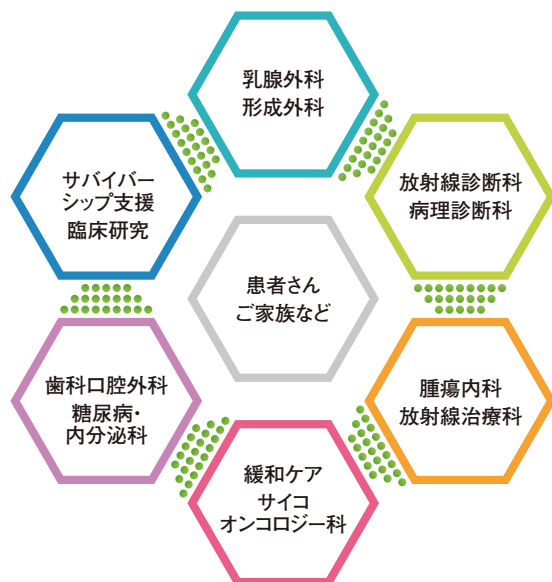 乳腺外科
形成外科
放射線診断科
病理診断科
サバイバー
シップ支援
臨床研究
患者さん
ご家族など
腫瘍内科
放射線治療科
歯科口腔外科
糖尿病・
内分泌科
緩和ケア
サイコ
オンコロジー科